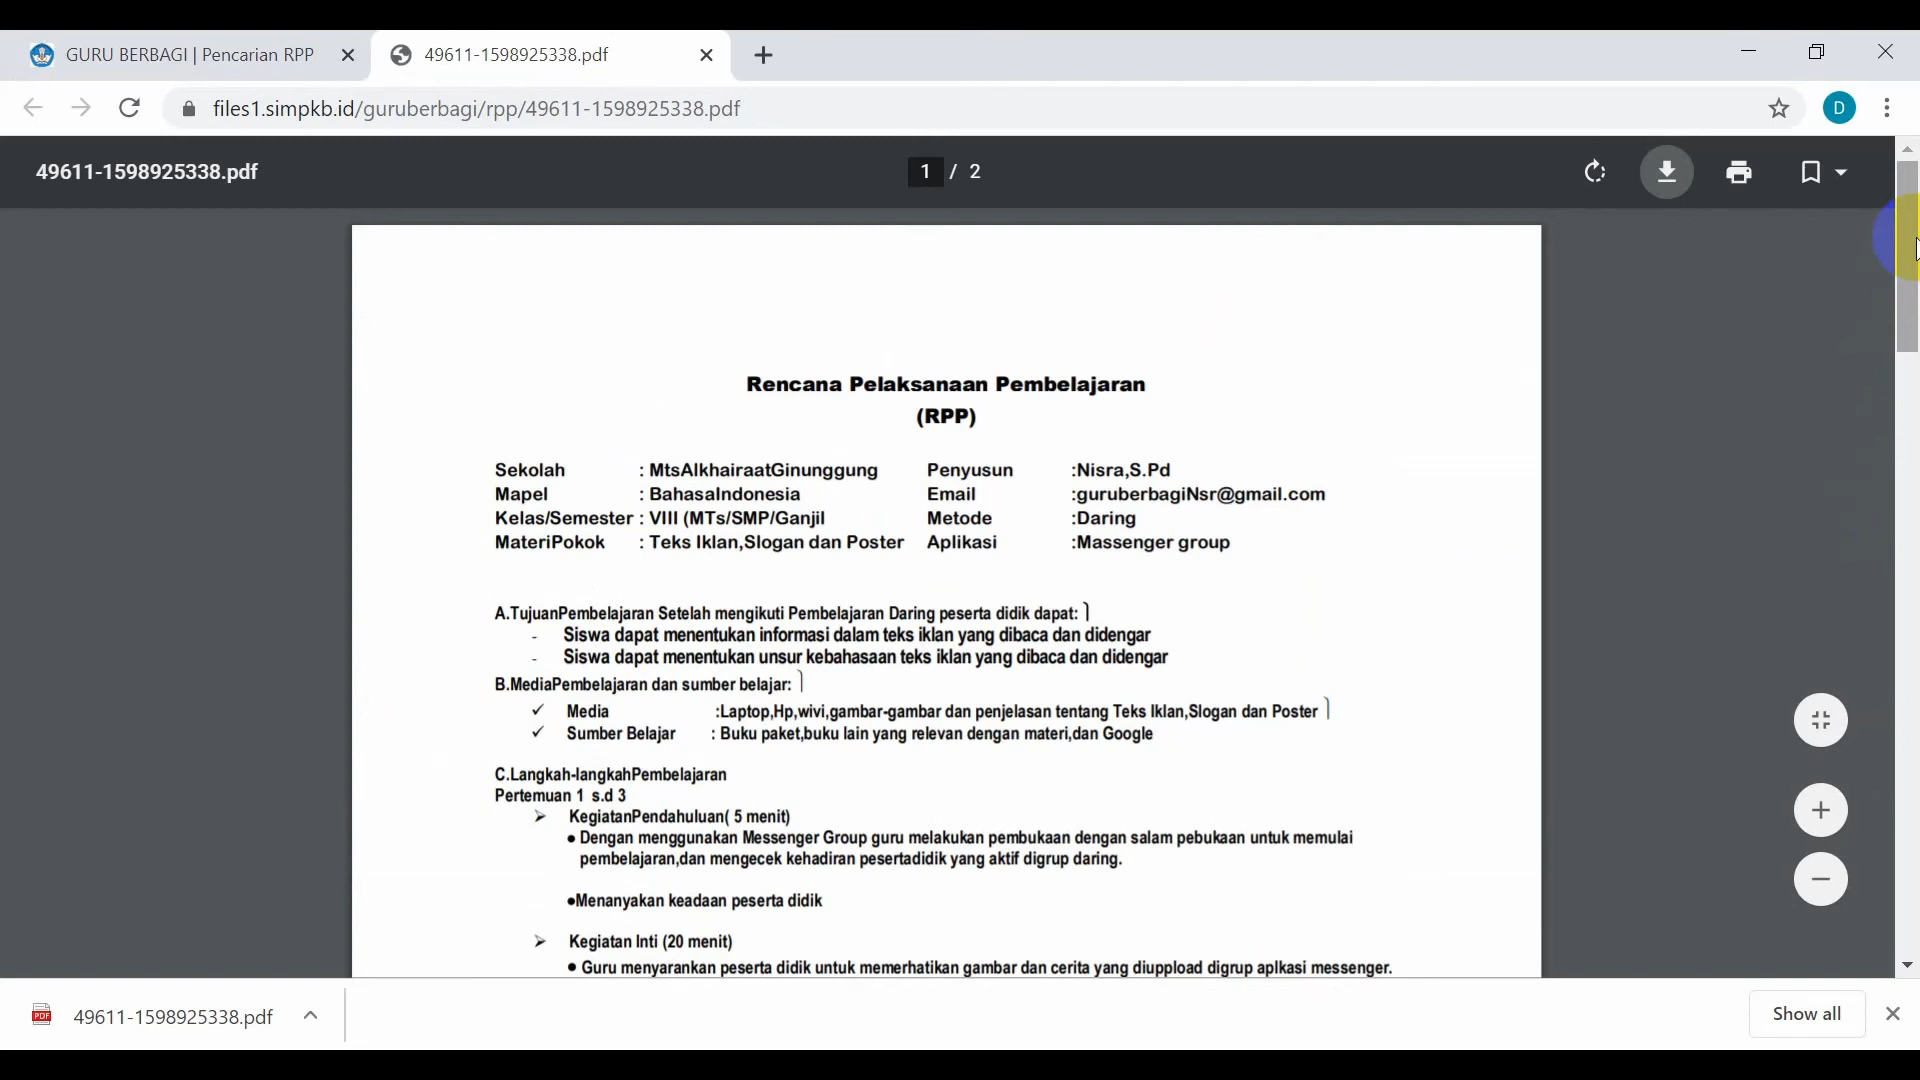 GURU BERBAGI | Pencarian RPP
49611-1598925338.pdf
files1.simpkb.id/guruberbagi/rpp/49611-1598925338.pdf
D
49611-1598925338.pdf
1 / 2
Rencana Pelaksanaan Pembelajaran
(RPP)
Sekolah : MtsAlkhairaatGinunggung Penyusun :Nisra,S.Pd
Mapel : BahasaIndonesia Email :guruberbagiNsr@gmail.com
Kelas/Semester : VIII (MTs/SMP/Ganjil Metode :Daring
MateriPokok : Teks Iklan,Slogan dan Poster Aplikasi :Massenger group
A.TujuanPembelajaran Setelah mengikuti Pembelajaran Daring peserta didik dapat:
- Siswa dapat menentukan informasi dalam teks iklan yang dibaca dan didengar
- Siswa dapat menentukan unsur kebahasaan teks iklan yang dibaca dan didengar
B.MediaPembelajaran dan sumber belajar:
✓ Media :Laptop,Hp,wivi,gambar-gambar dan penjelasan tentang Teks Iklan,Slogan dan Poster
✓ Sumber Belajar : Buku paket,buku lain yang relevan dengan materi,dan Google
C.Langkah-langkahPembelajaran
Pertemuan 1 s.d 3
➢ KegiatanPendahuluan( 5 menit)
● Dengan menggunakan Messenger Group guru melakukan pembukaan dengan salam pebukaan untuk memulai
pembelajaran,dan mengecek kehadiran pesertadidik yang aktif digrup daring.
●Menanyakan keadaan peserta didik
➢ Kegiatan Inti (20 menit)
● Guru menyarankan peserta didik untuk memerhatikan gambar dan cerita yang diuppload digrup aplkasi messenger.
PDF
49611-1598925338.pdf
Show all